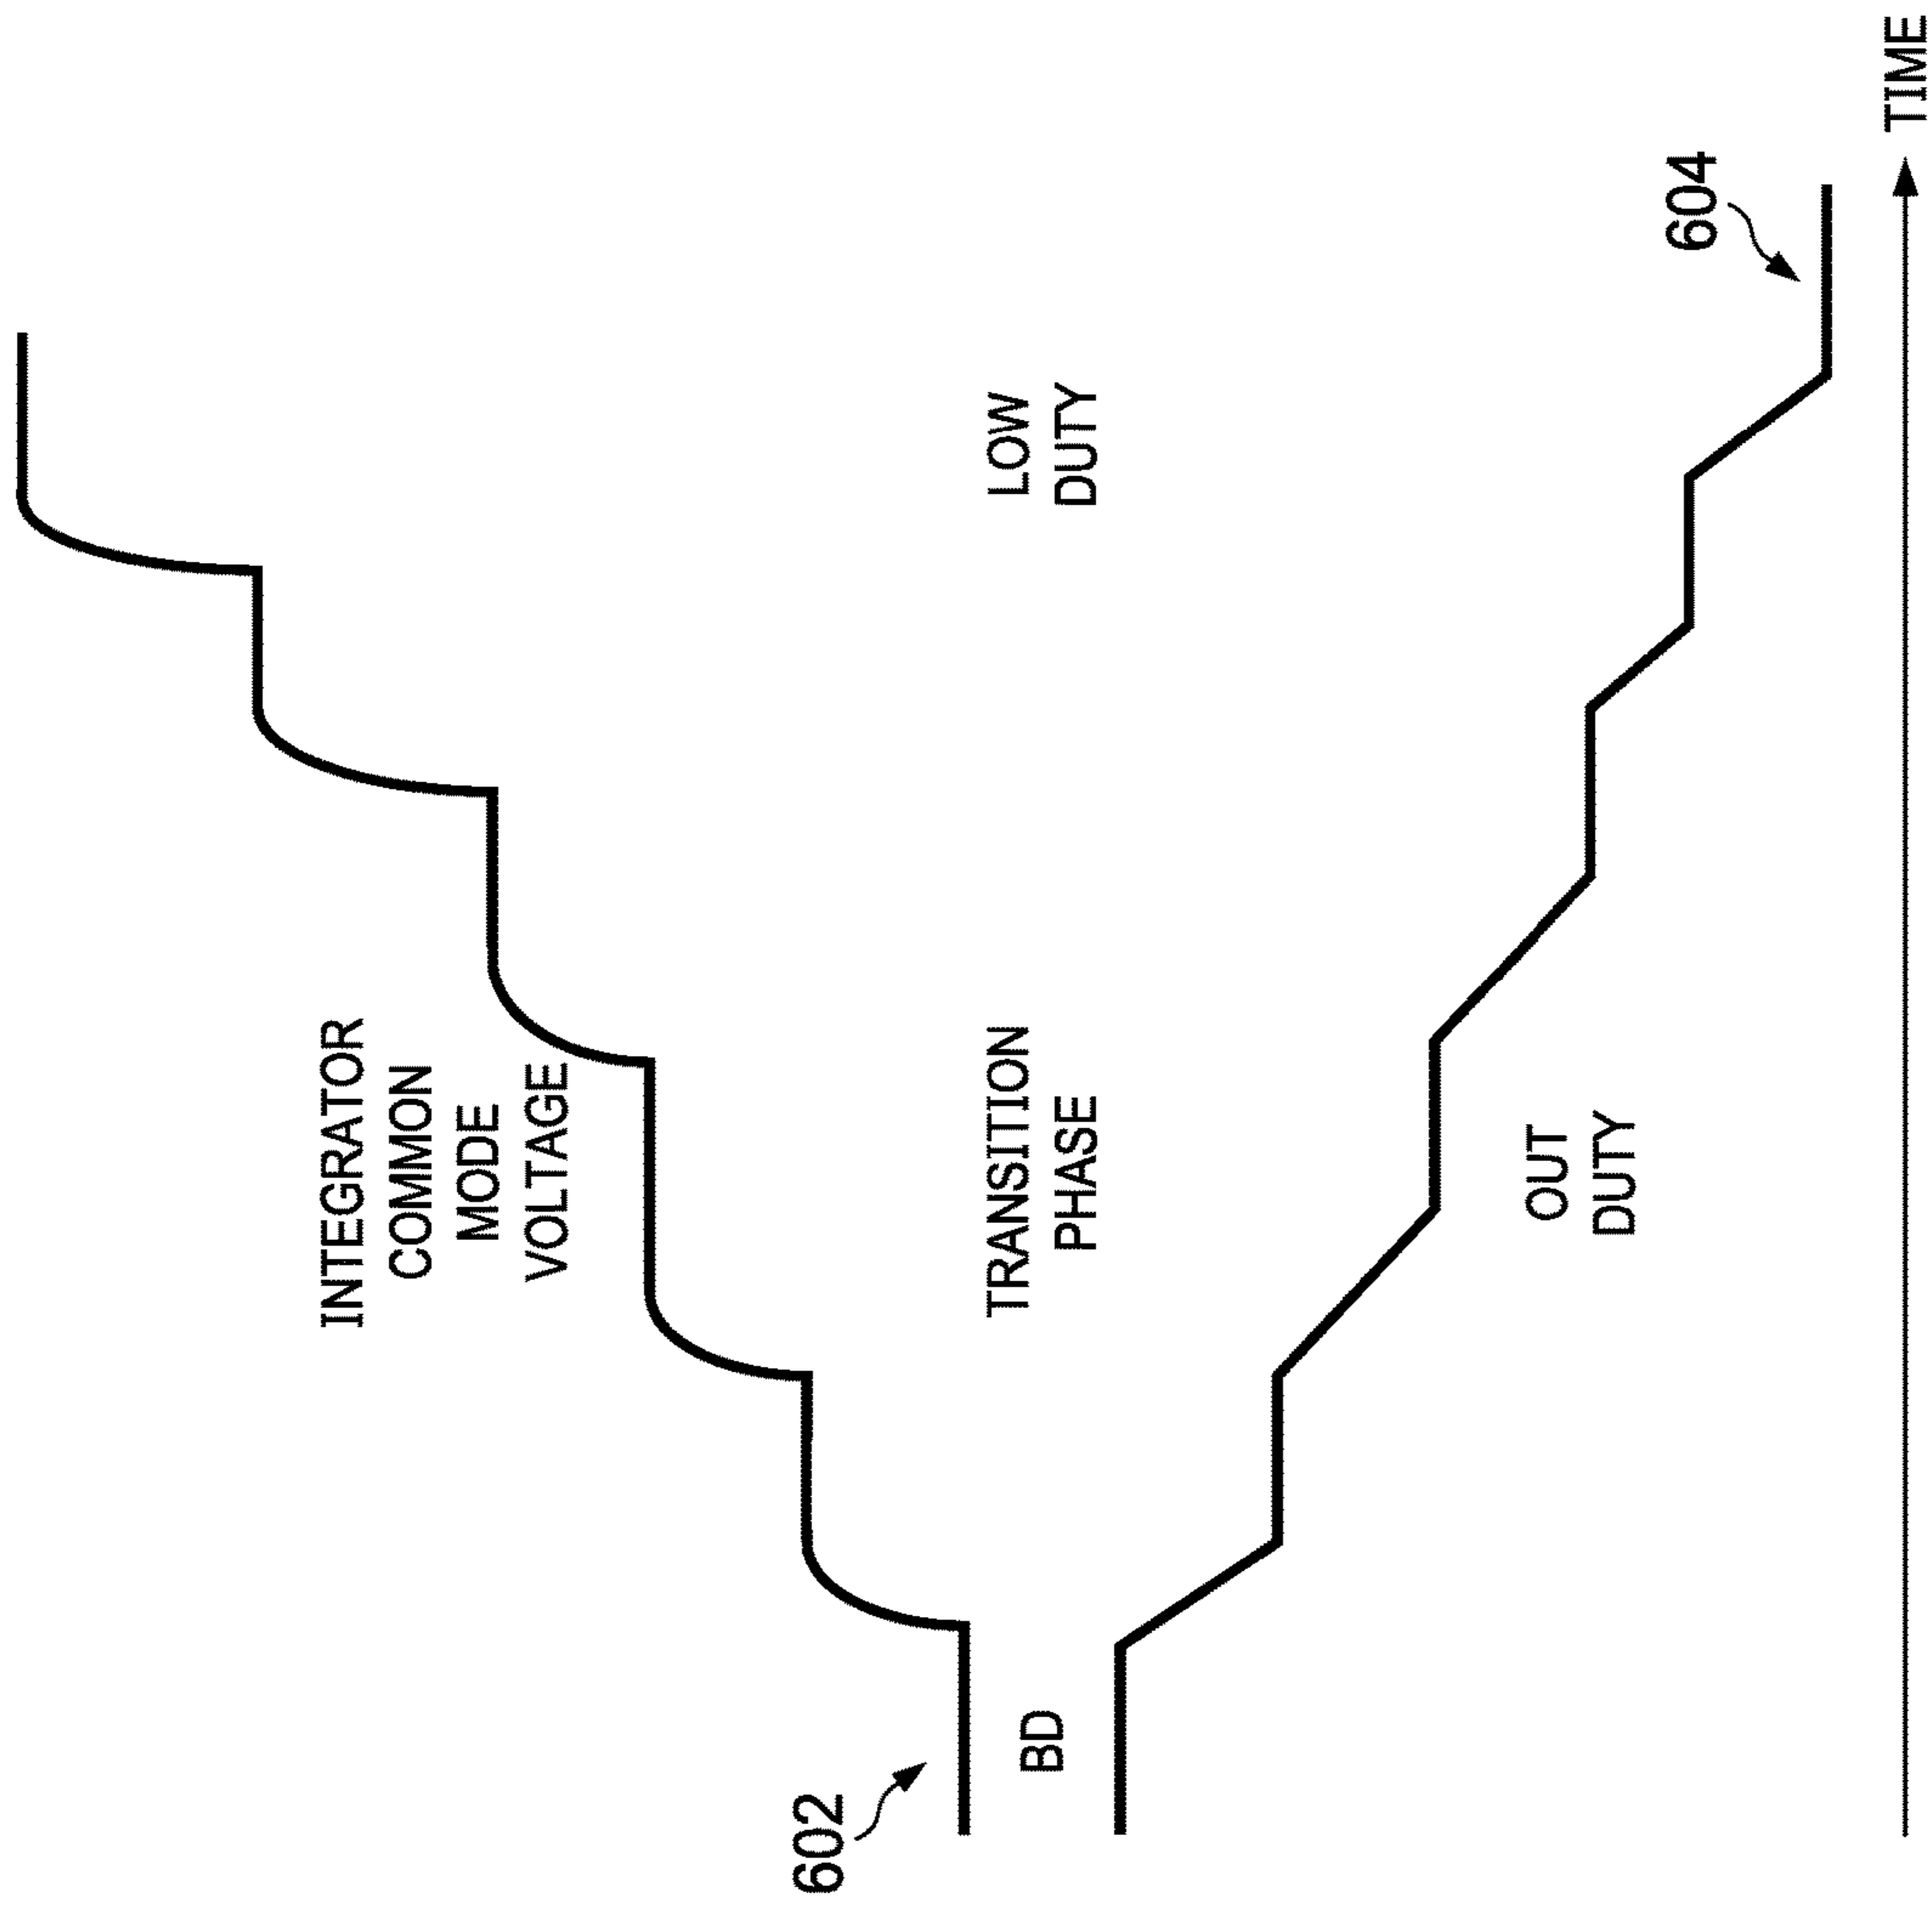 INTEGRATOR
COMMON
MODE
VOLTAGE
602
BD
TRANSITION
PHASE
LOW
DUTY
OUT
DUTY
604
TIME